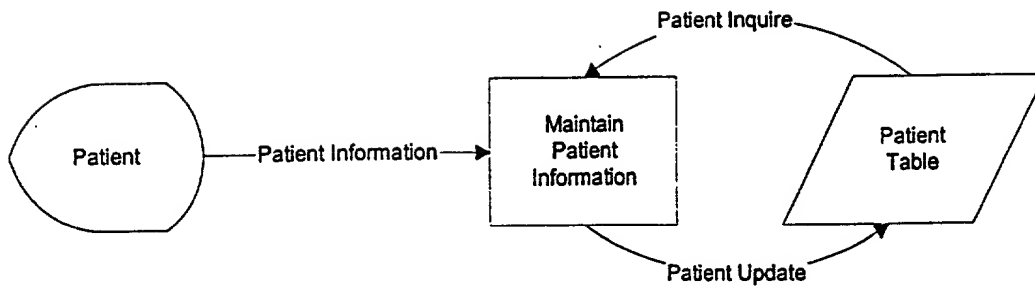 Patient Inquire
Patient
Patient Information
Maintain
Patient
Information
Patient
Table
Patient Update